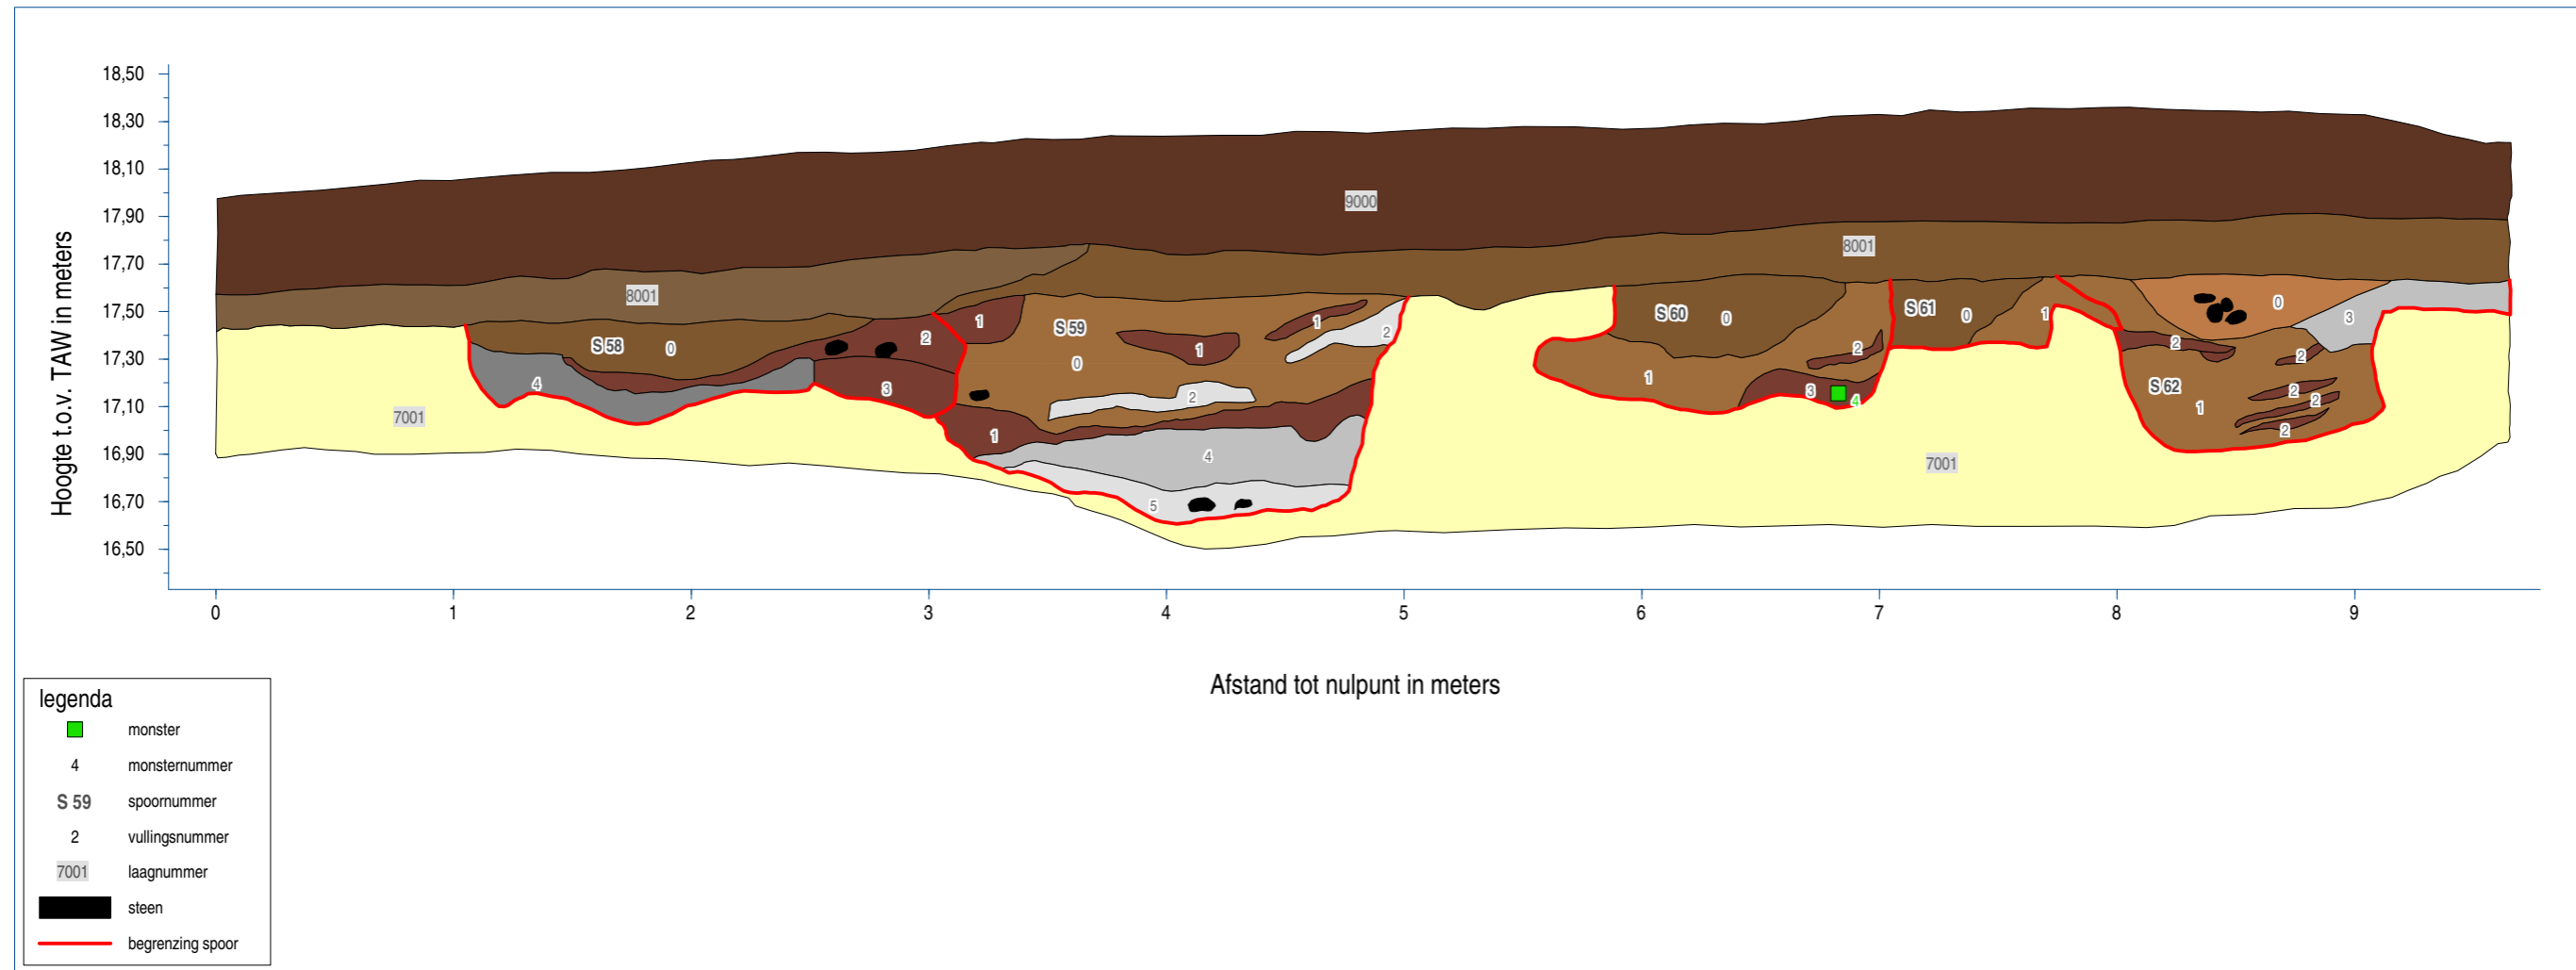 18,50
18,30
18,10
17,90
17,70
17,50
17,30
17,10
16,90
16,70
16,50
Hoogte t.o.v. TAW in meters
9000
8001
8001
7001
7001
S 58 0
2
3
4
1
S 59
0
1
1
2
2
1
4
5
S 60 0
1
2
3
4
S 61 0
1
0
3
2
2
S 62
1
2
2
2
0 1 2 3 4 5 6 7 8 9
Afstand tot nulpunt in meters
legenda
monster
4 monsternummer
S 59 spoornummer
2 vullingsnummer
7001 laagnummer
steen
begrenzing spoor